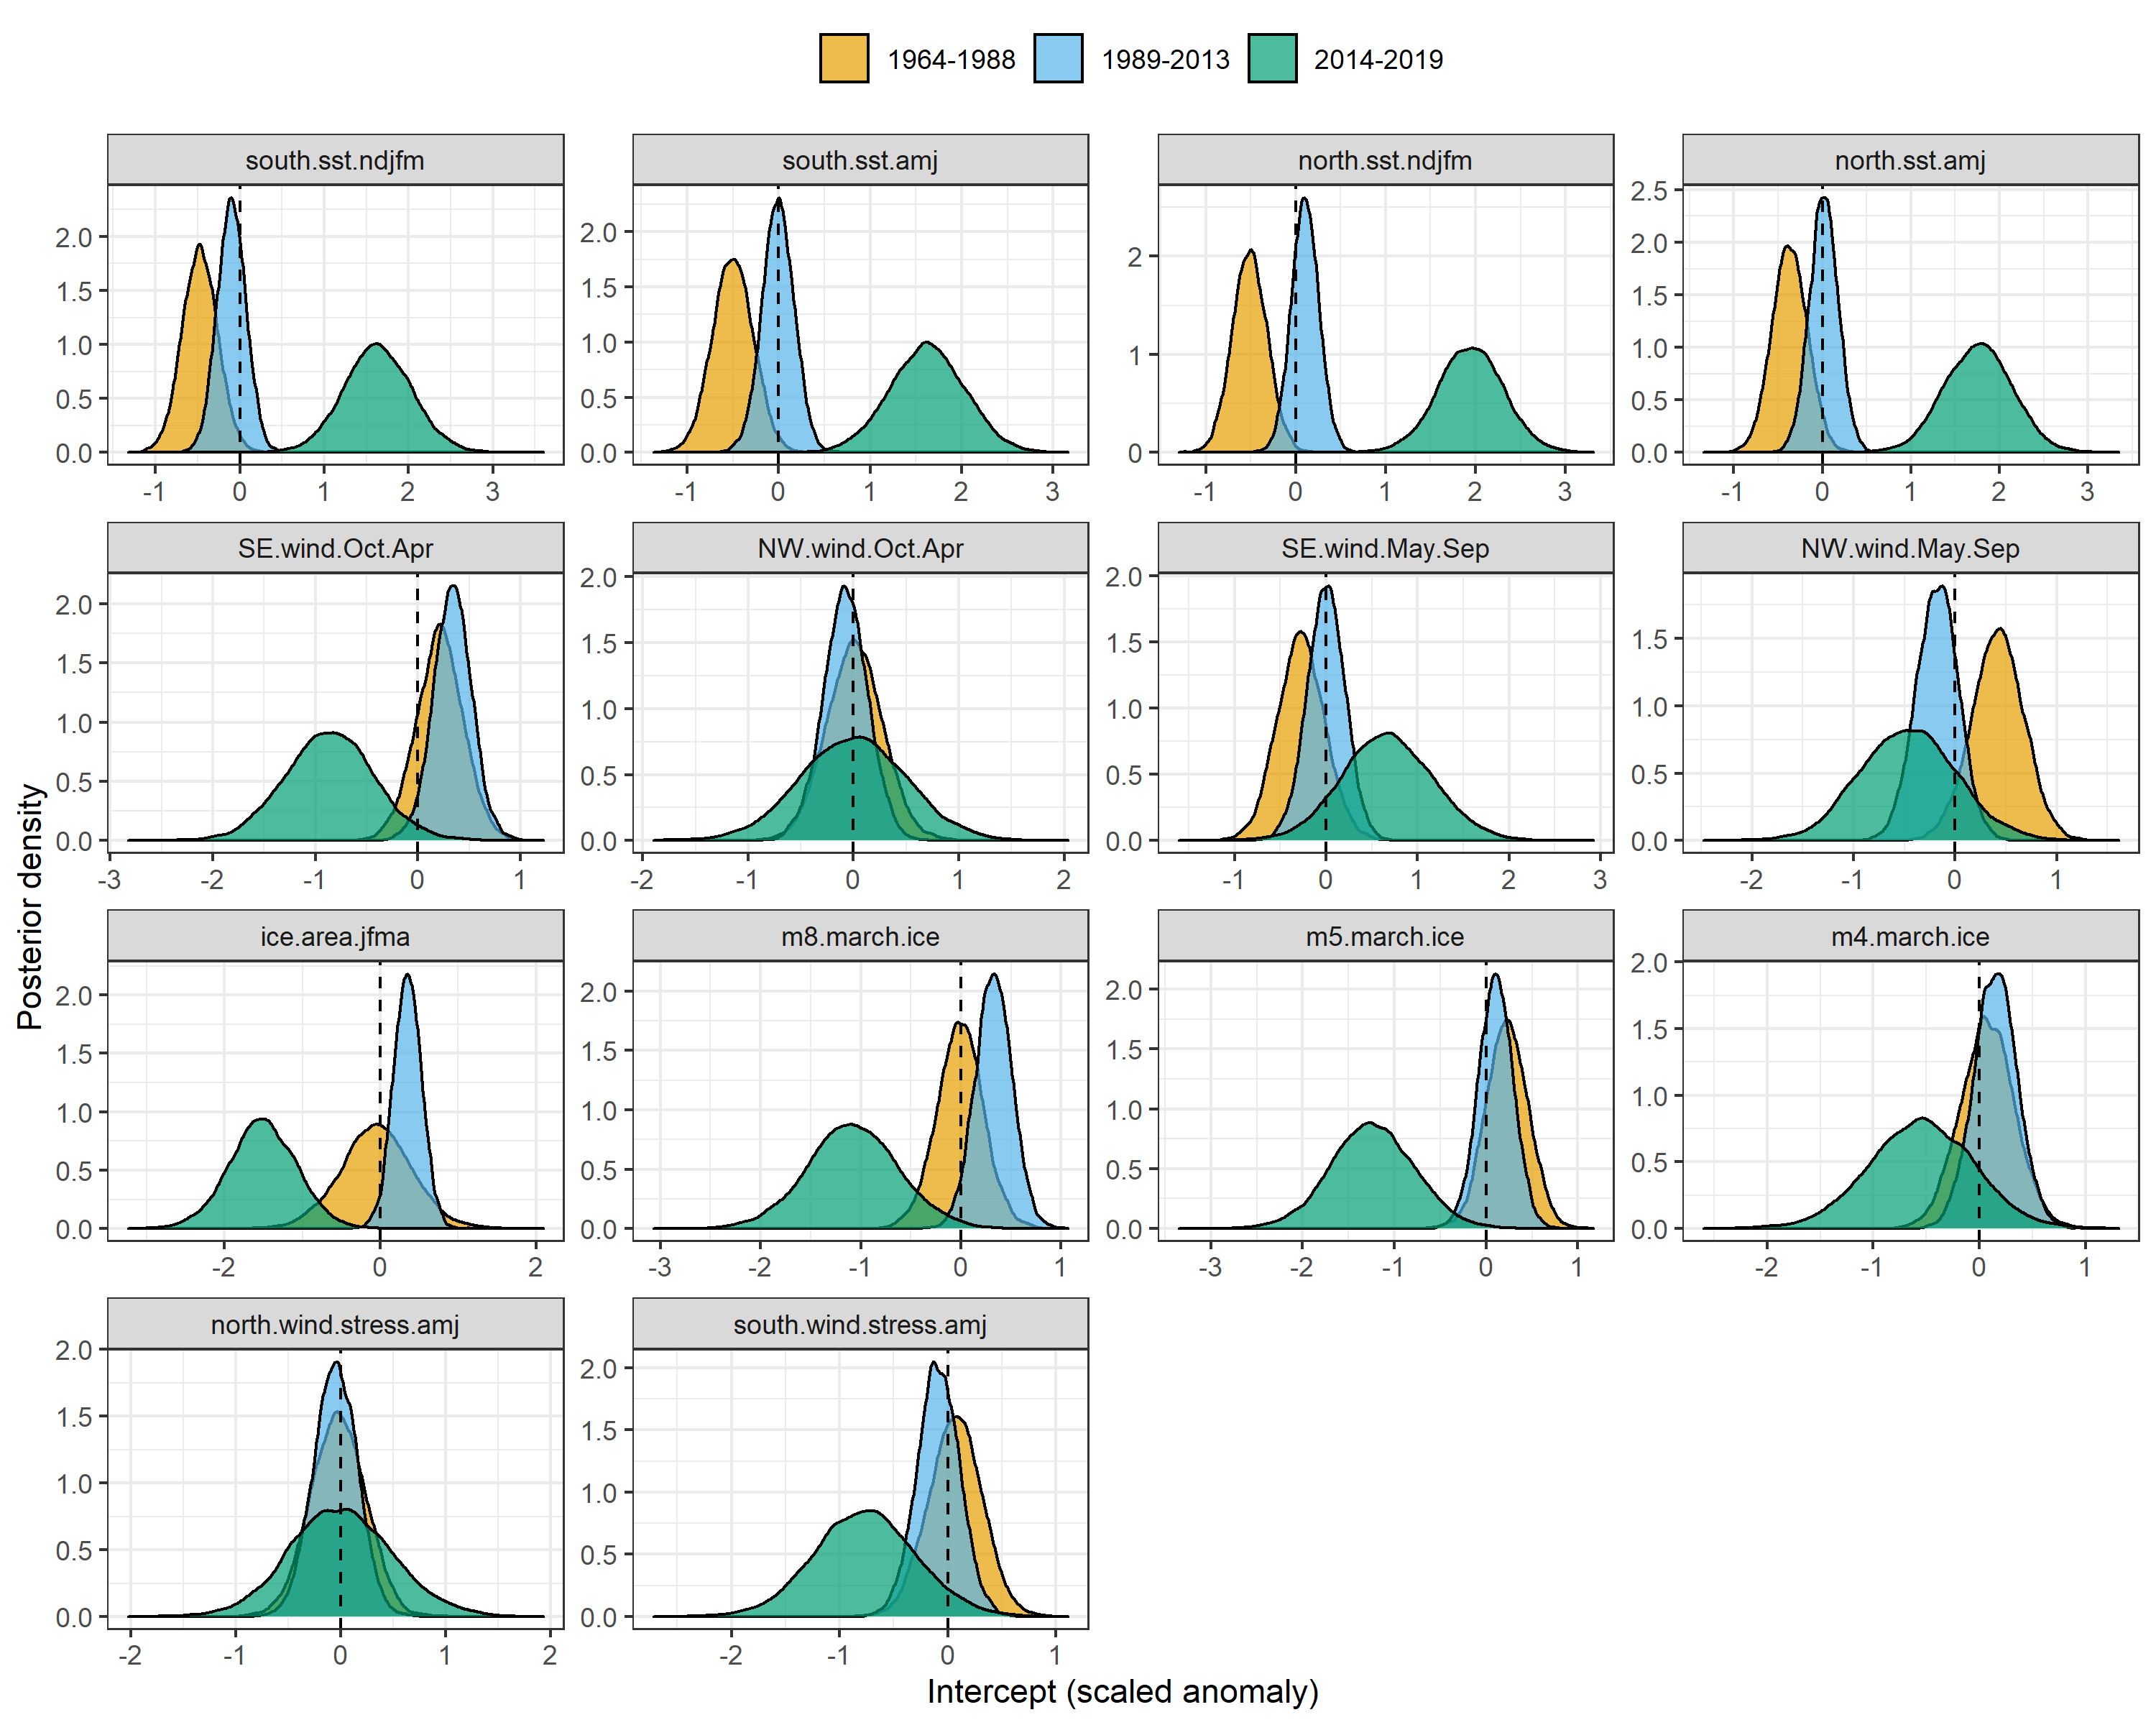 1964-1988 1989-2013 2014-2019
south.sst.ndjfm south.sst.amj north.sst.ndjfm north.sst.amj
2.0 1.5 1.0 0.5 0.0
-1 0 1 2 3
2.0 1.5 1.0 0.5 0.0
-1 0 1 2 3
2 1 0
-1 0 1 2 3
2.5 2.0 1.5 1.0 0.5 0.0
-1 0 1 2 3
SE.wind.Oct.Apr NW.wind.Oct.Apr SE.wind.May.Sep NW.wind.May.Sep
2.0 1.5 1.0 0.5 0.0
-3 -2 -1 0 1
2.0 1.5 1.0 0.5 0.0
-2 -1 0 1 2
2.0 1.5 1.0 0.5 0.0
-1 0 1 2 3
1.5 1.0 0.5 0.0
-2 -1 0 1
ice.area.jfma m8.march.ice m5.march.ice m4.march.ice
2.0 1.5 1.0 0.5 0.0
-2 0 2
2.0 1.5 1.0 0.5 0.0
-3 -2 -1 0 1
2.0 1.5 1.0 0.5 0.0
-3 -2 -1 0 1
2.0 1.5 1.0 0.5 0.0
-2 -1 0 1
north.wind.stress.amj south.wind.stress.amj
2.0 1.5 1.0 0.5 0.0
-2 -1 0 1 2
2.0 1.5 1.0 0.5 0.0
-2 -1 0 1
Posterior density
Intercept (scaled anomaly)